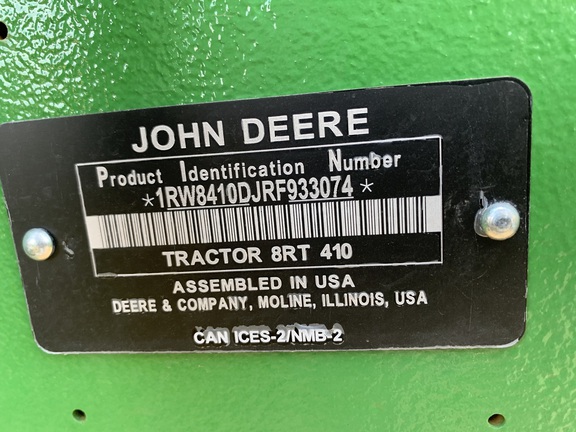 JOHN DEERE
Product Identification Number
*1RW8410DJRF933074*
TRACTOR 8RT 410
ASSEMBLED IN USA
DEERE & COMPANY, MOLINE, ILLINOIS, USA
CAN ICES-2/NMB-2